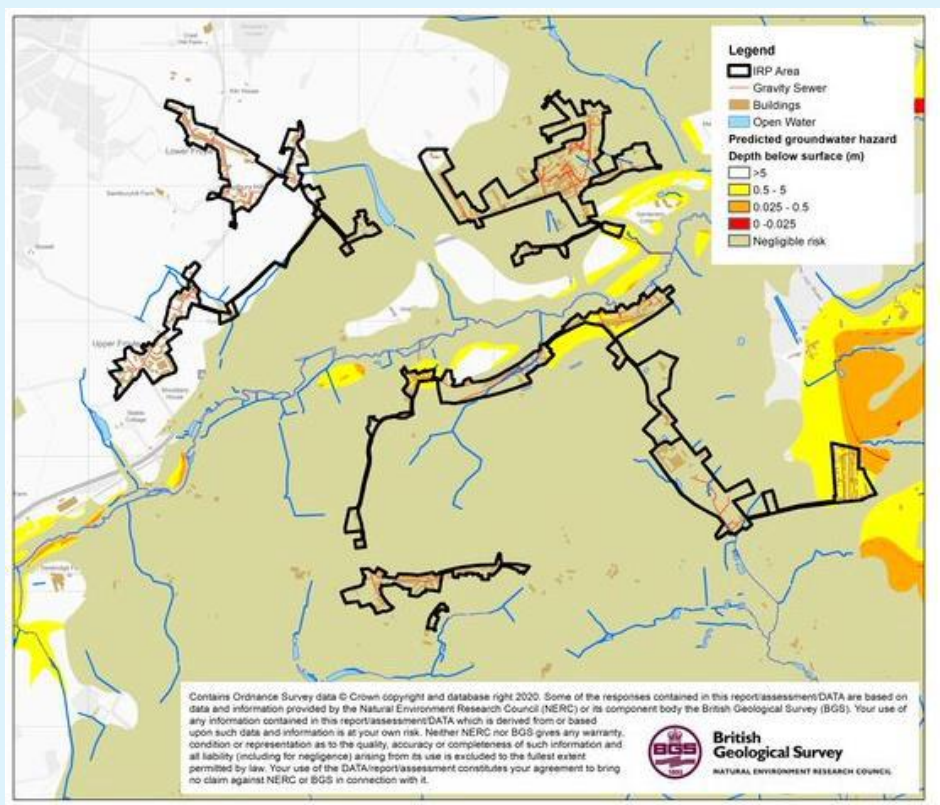 Legend
IRP Area
Gravity Sewer
Buildings
Open Water
Predicted groundwater hazard
Depth below surface (m)
>5
0.5 - 5
0.025 - 0.5
0 -0.025
Negligible risk
Lower
Upper
House
Cottage
Contains Ordnance Survey data © Crown copyright and database right 2020. Some of the responses contained in this report/assessment/DATA are based on
data and information provided by the Natural Environment Research Council (NERC) or its component body the British Geological Survey (BGS). Your use of
any information contained in this report/assessment/DATA which is derived from or based
upon such data and information is at your own risk. Neither NERC nor BGS gives any warranty,
condition or representation as to the quality, accuracy or completeness of such information and
all liability (including for negligence) arising from its use is excluded to the fullest extent
permitted by law. Your use of the DATA/report/assessment constitutes your agreement to bring
no claim against NERC or BGS in connection with it.
BGS
British
Geological Survey
NATURAL ENVIRONMENT RESEARCH COUNCIL